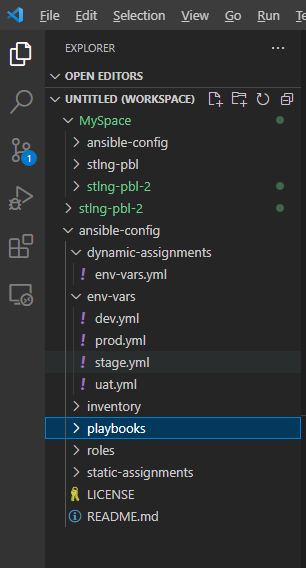 File Edit View Go Run Te
EXPLORER
OPEN EDITORS
UNTITLED (WORKSPACE)
MySpace
ansible-config
stlng-pbl
stlng-pbl-2
1
stlng-pbl-2
ansible-config
dynamic-assignments
! env-vars.yml
env-vars
! dev.yml
! prod.yml
! stage.yml
! uat.yml
inventory
playbooks
roles
static-assignments
LICENSE
README.md